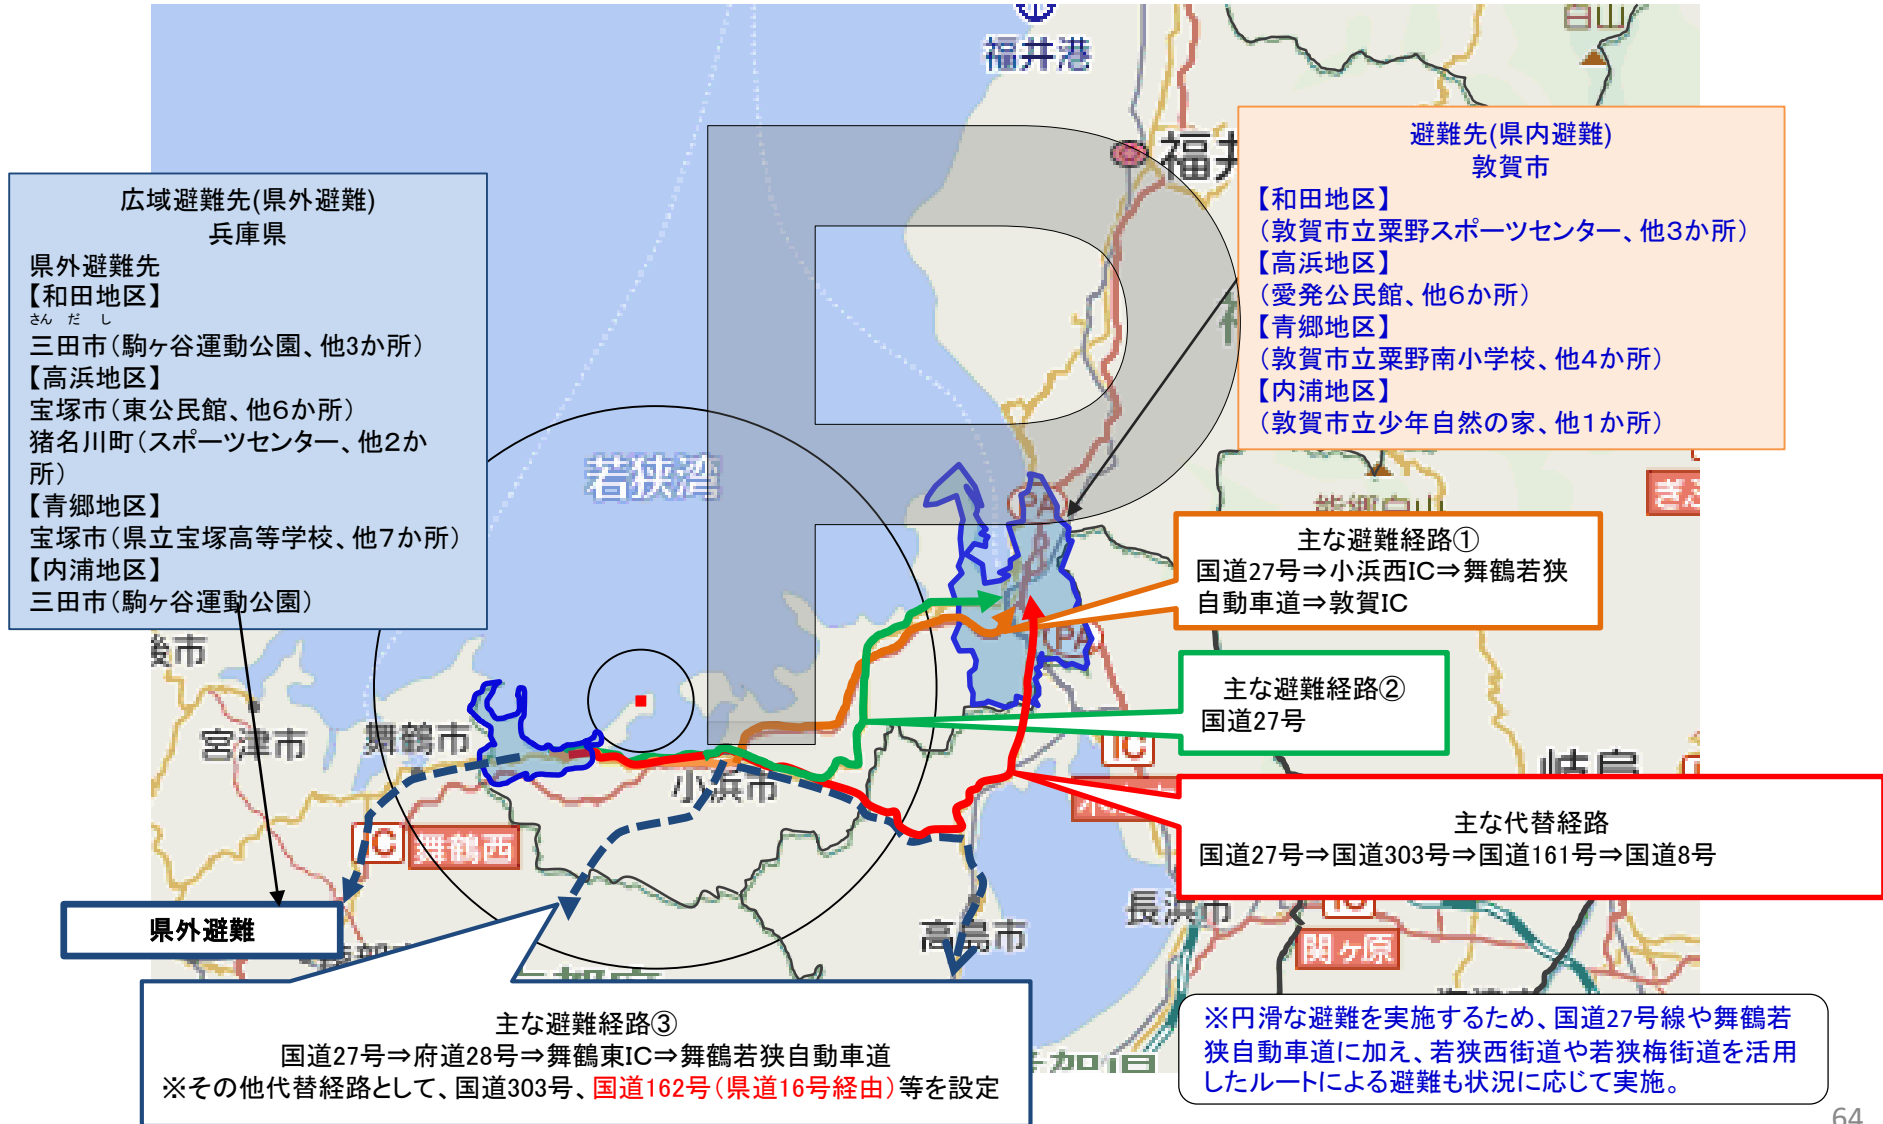 福井港
白山
広域避難先(県外避難)
兵庫県
県外避難先
【和田地区】
さん だ し
三田市(駒ヶ谷運動公園、他3か所)
【高浜地区】
宝塚市(東公民館、他6か所)
猪名川町(スポーツセンター、他2か
所)
【青郷地区】
宝塚市(県立宝塚高等学校、他7か所)
【内浦地区】
三田市(駒ヶ谷運動公園)
避難先(県内避難)
敦賀市
【和田地区】
(敦賀市立粟野スポーツセンター、他3か所)
【高浜地区】
(愛発公民館、他6か所)
【青郷地区】
(敦賀市立粟野南小学校、他4か所)
【内浦地区】
(敦賀市立少年自然の家、他1か所)
若狭湾
PA
能郷白山
主な避難経路①
国道27号⇒小浜西IC⇒舞鶴若狭
自動車道⇒敦賀IC
PA
後市
宮津市
舞鶴市
小浜市
主な避難経路②
国道27号
IC
岐阜
IC
舞鶴西
主な代替経路
国道27号⇒国道303号⇒国道161号⇒国道8号
長浜市
IC
関ヶ原
高島市
県外避難
主な避難経路③
国道27号⇒府道28号⇒舞鶴東IC⇒舞鶴若狭自動車道
※その他代替経路として、国道303号、国道162号(県道16号経由)等を設定
※円滑な避難を実施するため、国道27号線や舞鶴若
狭自動車道に加え、若狭西街道や若狭梅街道を活用
したルートによる避難も状況に応じて実施。
64